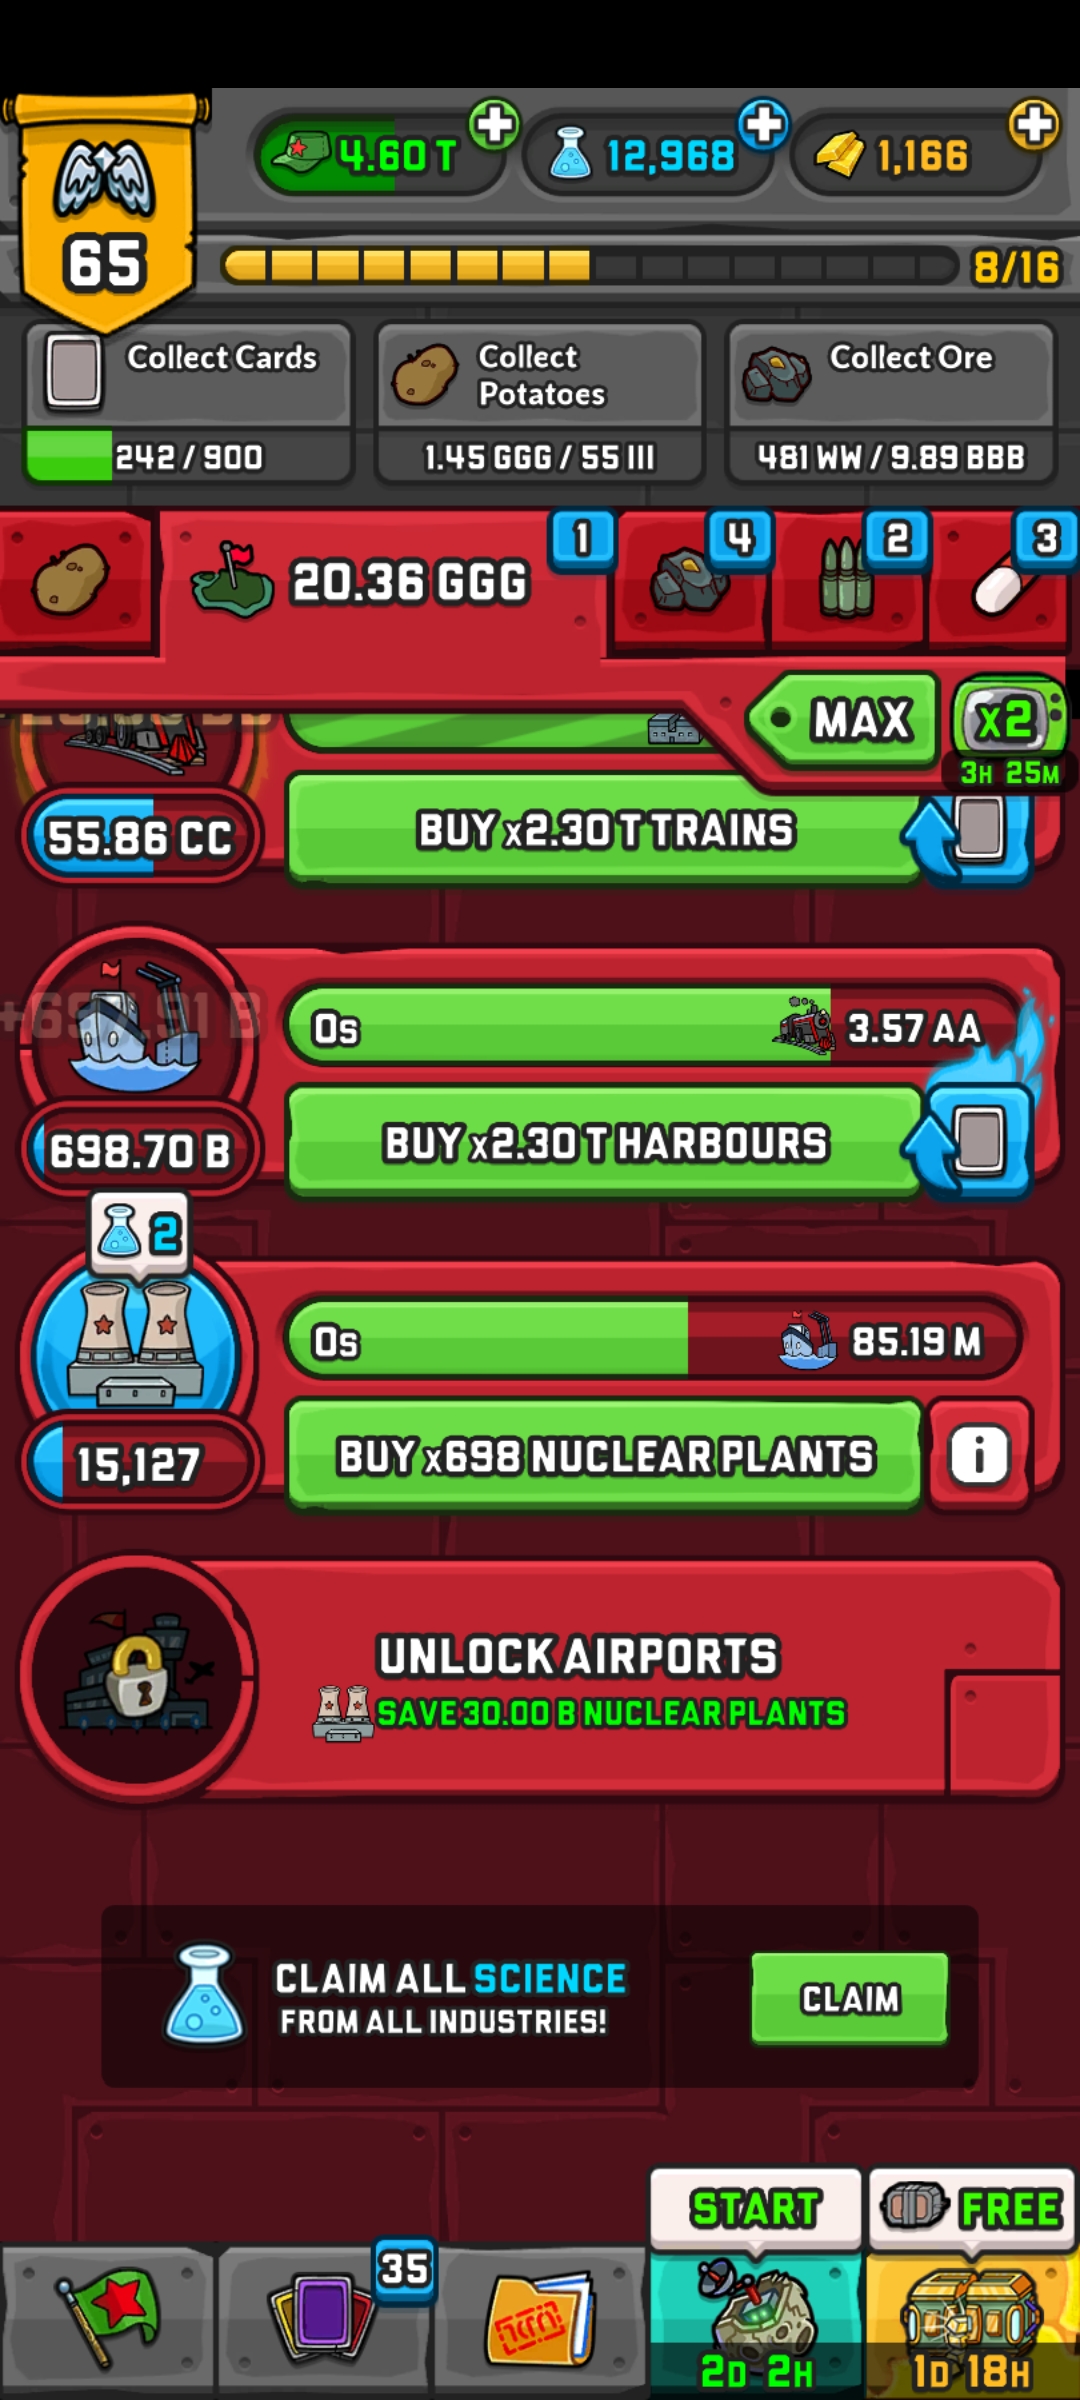 4.60 T
12,968
1,166
65
8/16
Collect Cards
242 / 900
Collect
Potatoes
1.45 GGG / 55 III
Collect Ore
481 WW / 9.89 BBB
20.36 GGG
1
4
2
3
MAX
x2
3H 25M
55.86 CC
BUY x2.30 T TRAINS
0s
3.57 AA
698.70 B
BUY x2.30 T HARBOURS
2
0s
85.19 M
15,127
BUY x698 NUCLEAR PLANTS
i
UNLOCK AIRPORTS
SAVE 30.00 B NUCLEAR PLANTS
CLAIM ALL SCIENCE
FROM ALL INDUSTRIES!
CLAIM
START
FREE
35
2D 2H
1D 18H